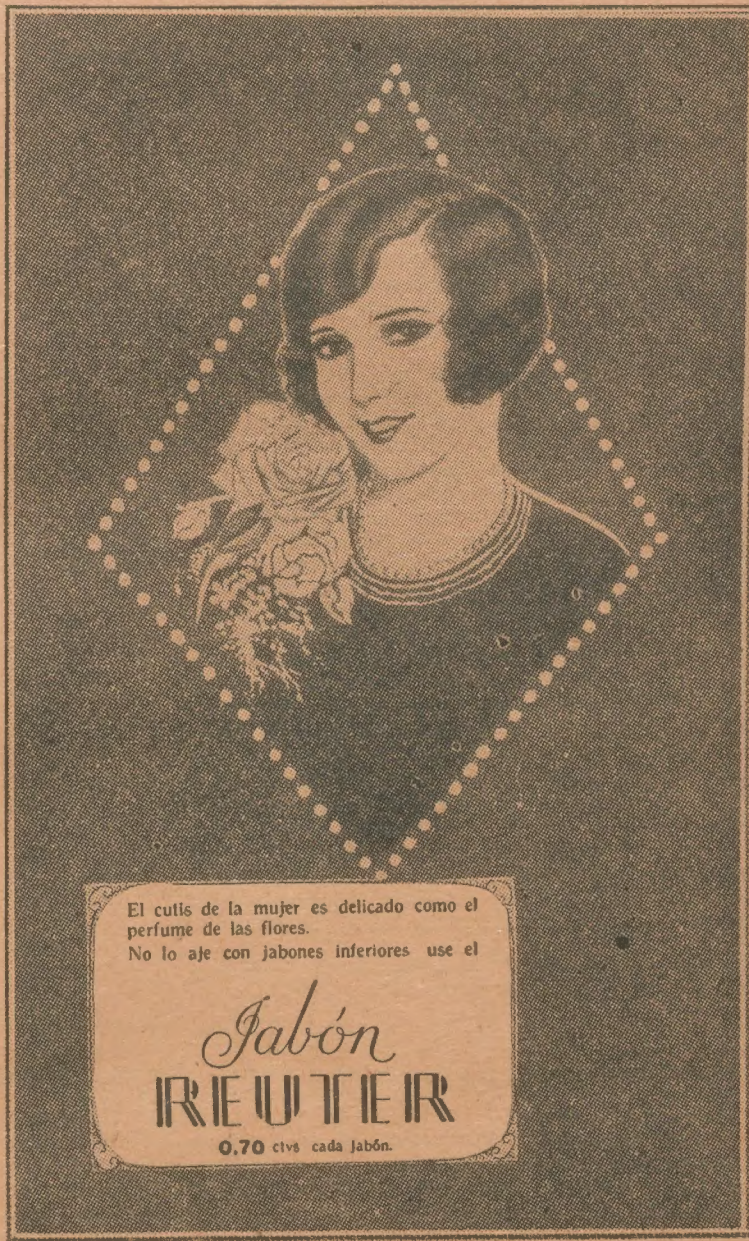 El cutis de la mujer es delicado como el
perfume de las flores.
No lo aje con jabones inferiores use el
Jabón
REUTER
0.70 ctvs cada Jabón.